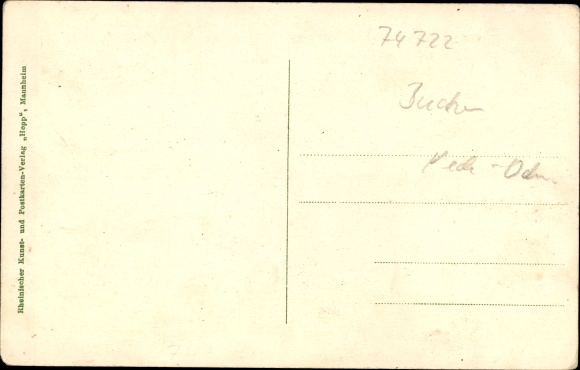 Rheinischer Kunst- und Postkarten-Verlag „Hepp“, Mannheim
74722
Buchen